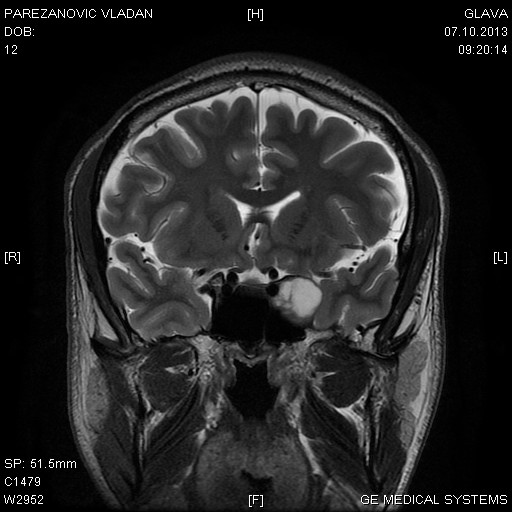 PAREZANOVIC VLADAN
DOB:
12
[H]
GLAVA
07.10.2013
09:20:14
[R]
[L]
SP: 51.5mm
C1479
W2952
[F]
GE MEDICAL SYSTEMS